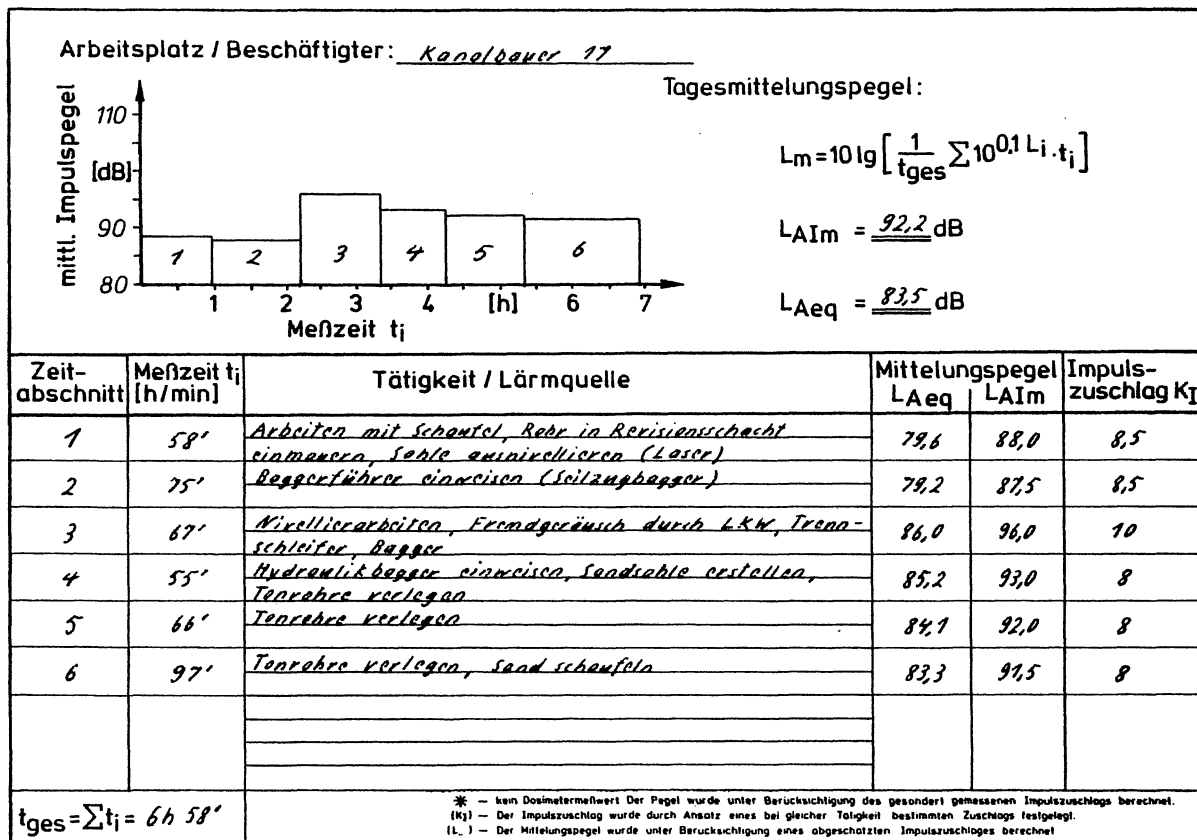 Arbeitsplatz / Beschäftigter: Kanalbauer 11
mittl. Impulspegel
[dB]
110
90
80
1 2 3 4 5 6
1 2 3 4 [h] 6 7
Meßzeit ti
Tagesmittelungspegel:
Lm = 10 lg [ 1/tges ∑ 10^0,1 Li · ti ]
LAIm = 92,2 dB
LAeq = 83,5 dB
Zeit- Meßzeit ti Tätigkeit / Lärmquelle Mittelungspegel Impuls-
abschnitt [h/min] LAeq LAIm zuschlag KI
1 58' Arbeiten mit Schaufel, Rohr in Revisionsschacht 79,6 88,0 8,5
einmauern, Sohle ausnivellieren (Laser)
2 75' Baggerführer einweisen (Seilzugbagger) 79,2 87,5 8,5
3 67' Nivellierarbeiten, Fremdgeräusch durch LKW, Trenn- 86,0 96,0 10
schleifer, Bagger
4 55' Hydraulikbagger einweisen, Sandsohle erstellen, 85,2 93,0 8
Tonrohre verlegen
5 66' Tonrohre verlegen 84,1 92,0 8
6 97' Tonrohre verlegen, Sand schaufeln 83,3 91,5 8
tges = ∑ti = 6h 58'
* – kein Dosimetermeßwert Der Pegel wurde unter Berücksichtigung des gesondert gemessenen Impulszuschlags berechnet.
(KI) – Der Impulszuschlag wurde durch Ansatz eines bei gleicher Tätigkeit bestimmten Zuschlags festgelegt.
(L_) – Der Mittelungspegel wurde unter Berucksichtigung eines abgeschatzten Impulszuschlages berechnet